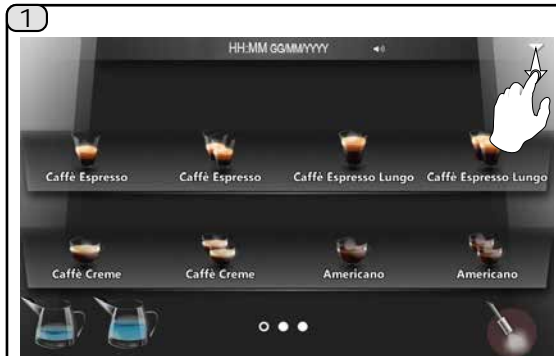 1
HH:MM GG/MM/YYYY
Caffè Espresso Caffè Espresso Caffè Espresso Lungo Caffè Espresso Lungo
Caffè Creme Caffè Creme Americano Americano